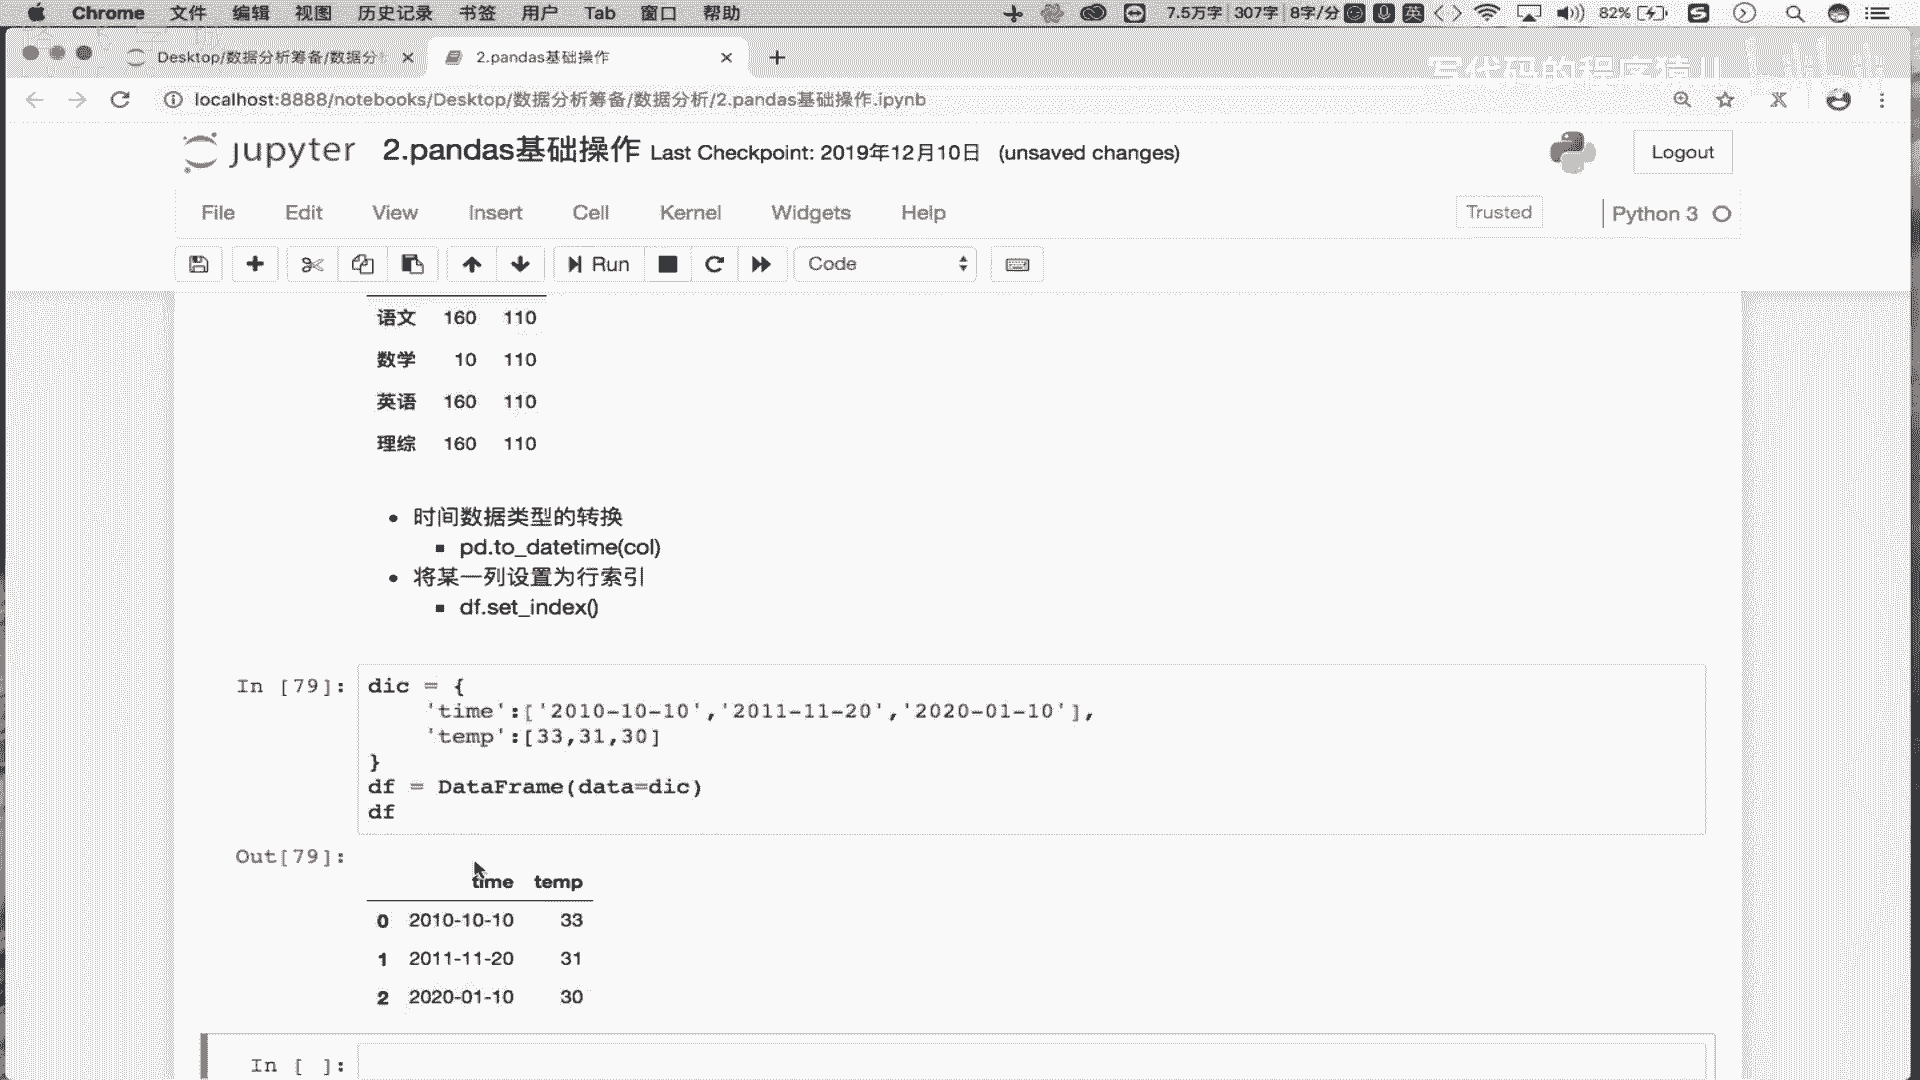 Chrome 文件 编辑 视图 历史记录 书签 用户 Tab 窗口 帮助 7.5万字 307字 8字/分 英 82%
Desktop/数据分析筹备/数据分 2.pandas基础操作
写代码的程序猿儿
localhost:8888/notebooks/Desktop/数据分析筹备/数据分析/2.pandas基础操作.ipynb
jupyter 2.pandas基础操作 Last Checkpoint: 2019年12月10日 (unsaved changes) Logout
File Edit View Insert Cell Kernel Widgets Help Trusted Python 3
Run Code
语文 160 110
数学 10 110
英语 160 110
理综 160 110
时间数据类型的转换
pd.to_datetime(col)
将某一列设置为行索引
df.set_index()
In [79]: dic = {
'time':['2010-10-10','2011-11-20','2020-01-10'],
'temp':[33,31,30]
}
df = DataFrame(data=dic)
df
Out[79]:
time temp
0 2010-10-10 33
1 2011-11-20 31
2 2020-01-10 30
In [ ]: